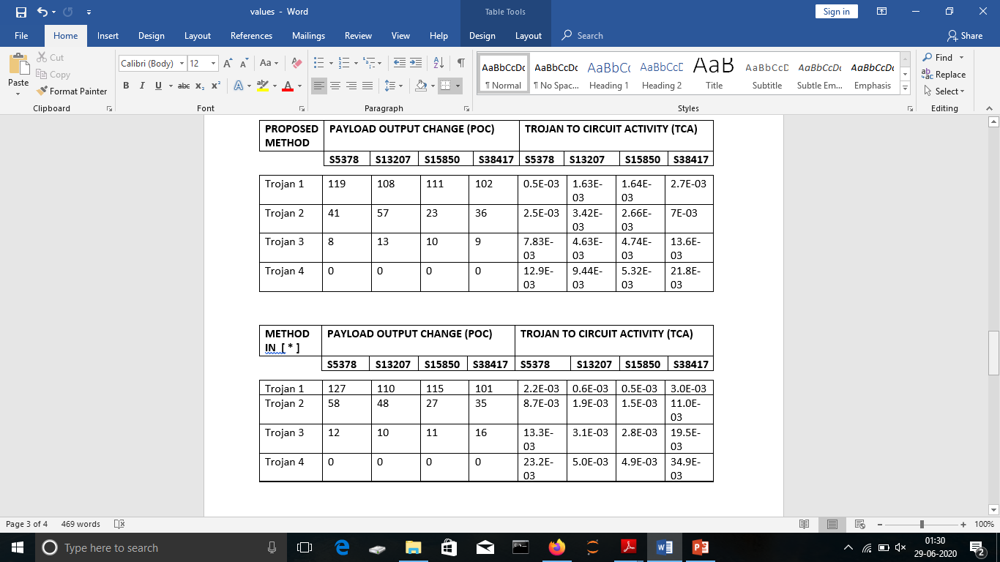 values - Word
Table Tools
Sign in
File Home Insert Design Layout References Mailings Review View Help Design Layout Search Share
Paste
Cut
Copy
Format Painter
Clipboard
Calibri (Body) 12
Font
Paragraph
AaBbCcDc AaBbCcDc AaBbCc AaBbCcE AaB AaBbCcD AaBbCcDc AaBbCcDc
¶ Normal ¶ No Spac... Heading 1 Heading 2 Title Subtitle Subtle Em... Emphasis
Styles
Find
Replace
Select
Editing
PROPOSED METHOD PAYLOAD OUTPUT CHANGE (POC) TROJAN TO CIRCUIT ACTIVITY (TCA)
S5378 S13207 S15850 S38417 S5378 S13207 S15850 S38417
Trojan 1 119 108 111 102 0.5E-03 1.63E-03 1.64E-03 2.7E-03
Trojan 2 41 57 23 36 2.5E-03 3.42E-03 2.66E-03 7E-03
Trojan 3 8 13 10 9 7.83E-03 4.63E-03 4.74E-03 13.6E-03
Trojan 4 0 0 0 0 12.9E-03 9.44E-03 5.32E-03 21.8E-03
METHOD IN [ * ] PAYLOAD OUTPUT CHANGE (POC) TROJAN TO CIRCUIT ACTIVITY (TCA)
S5378 S13207 S15850 S38417 S5378 S13207 S15850 S38417
Trojan 1 127 110 115 101 2.2E-03 0.6E-03 0.5E-03 3.0E-03
Trojan 2 58 48 27 35 8.7E-03 1.9E-03 1.5E-03 11.0E-03
Trojan 3 12 10 11 16 13.3E-03 3.1E-03 2.8E-03 19.5E-03
Trojan 4 0 0 0 0 23.2E-03 5.0E-03 4.9E-03 34.9E-03
Page 3 of 4 469 words 100%
Type here to search
01:30
29-06-2020
2